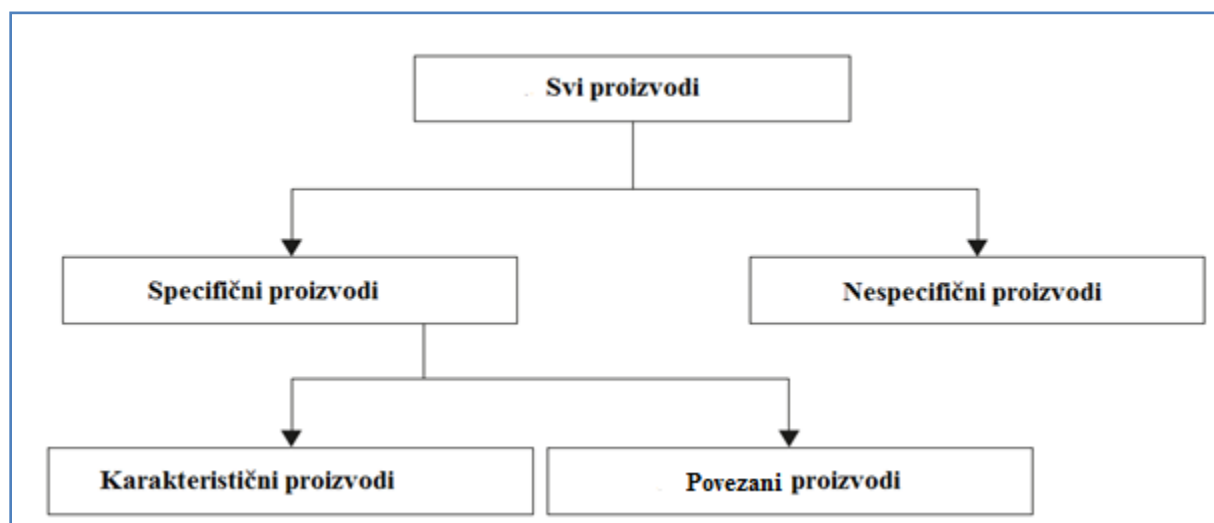 Svi proizvodi
Specifični proizvodi
Nespecifični proizvodi
Karakteristični proizvodi
Povezani proizvodi